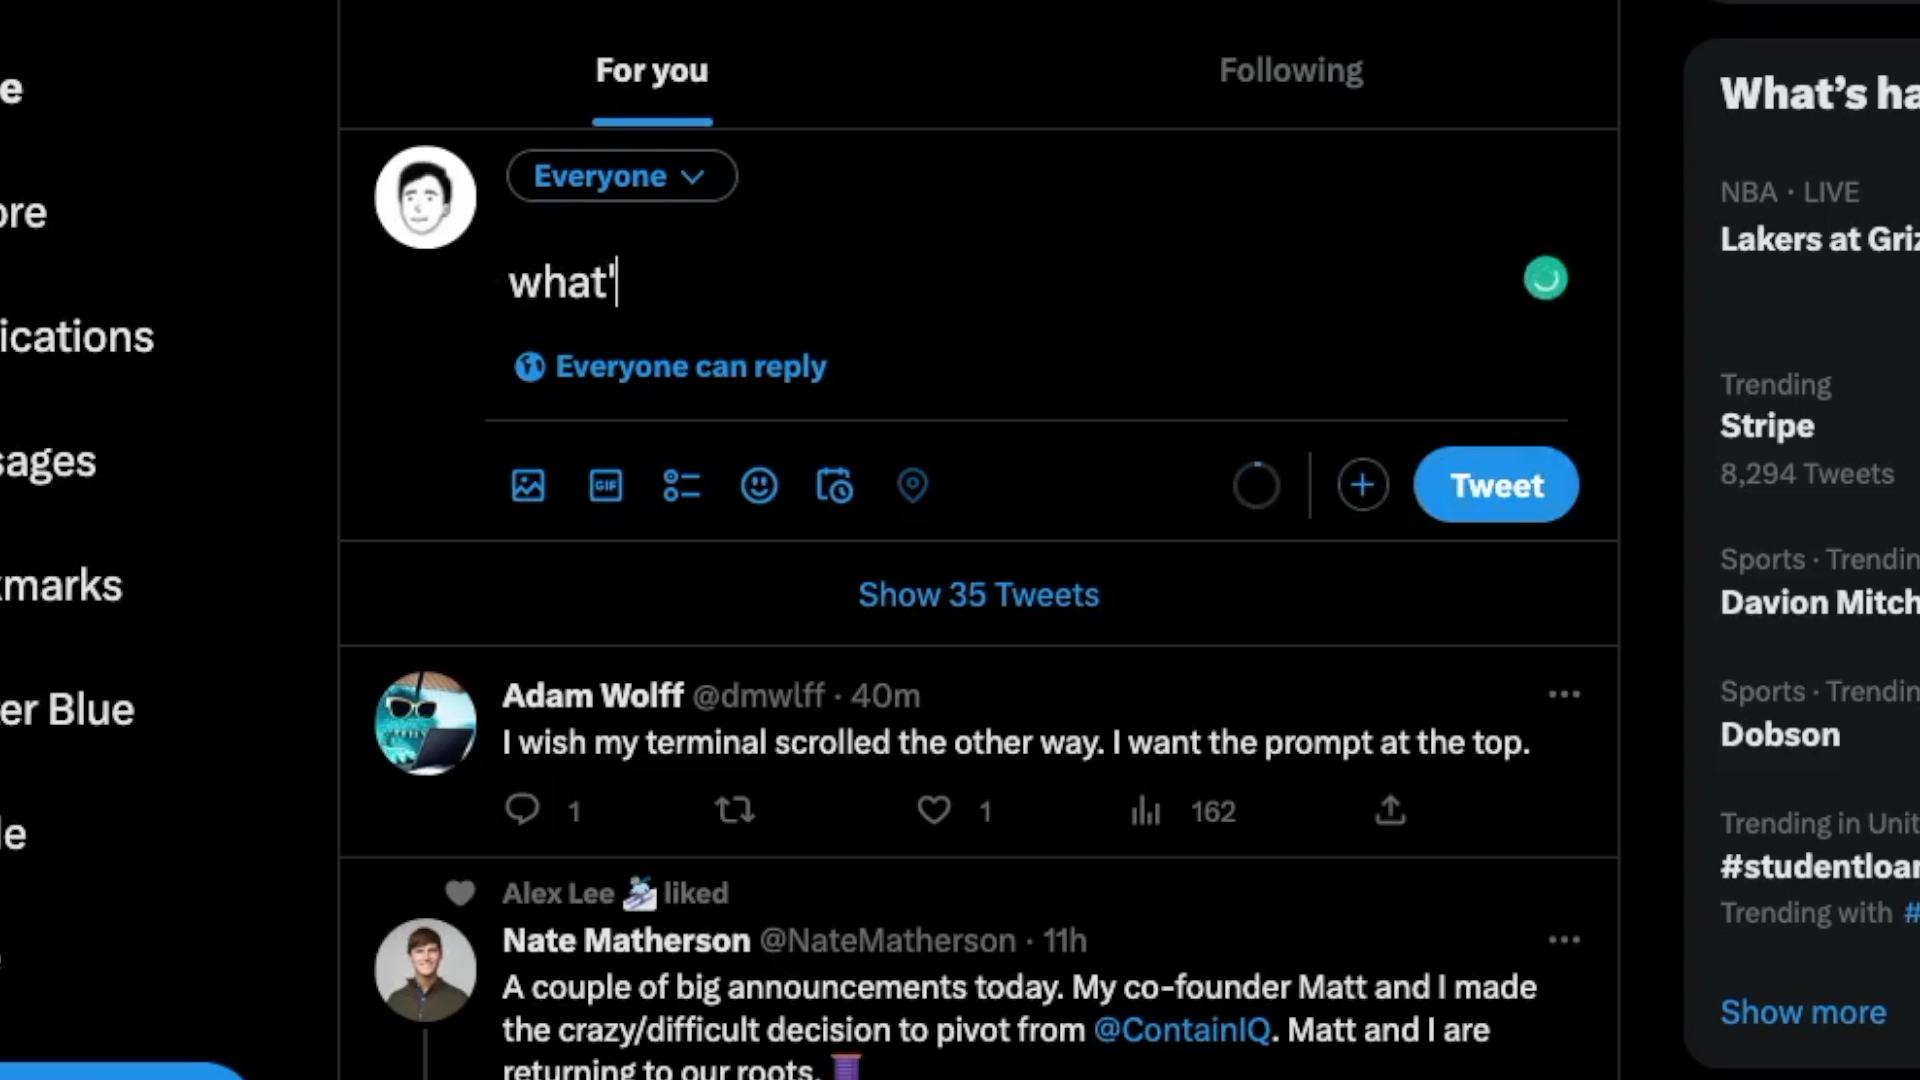 e
ore
ications
sages
kmarks
er Blue
le
For you
Following
Everyone
what'
Everyone can reply
GIF
Tweet
Show 35 Tweets
Adam Wolff @dmwlff · 40m
I wish my terminal scrolled the other way. I want the prompt at the top.
1
1
162
Alex Lee liked
Nate Matherson @NateMatherson · 11h
A couple of big announcements today. My co-founder Matt and I made
the crazy/difficult decision to pivot from @ContainIQ. Matt and I are
returning to our roots.
What’s ha
NBA · LIVE
Lakers at Griz
Trending
Stripe
8,294 Tweets
Sports · Trendin
Davion Mitch
Sports · Trendin
Dobson
Trending in Unit
#studentloan
Trending with #
Show more